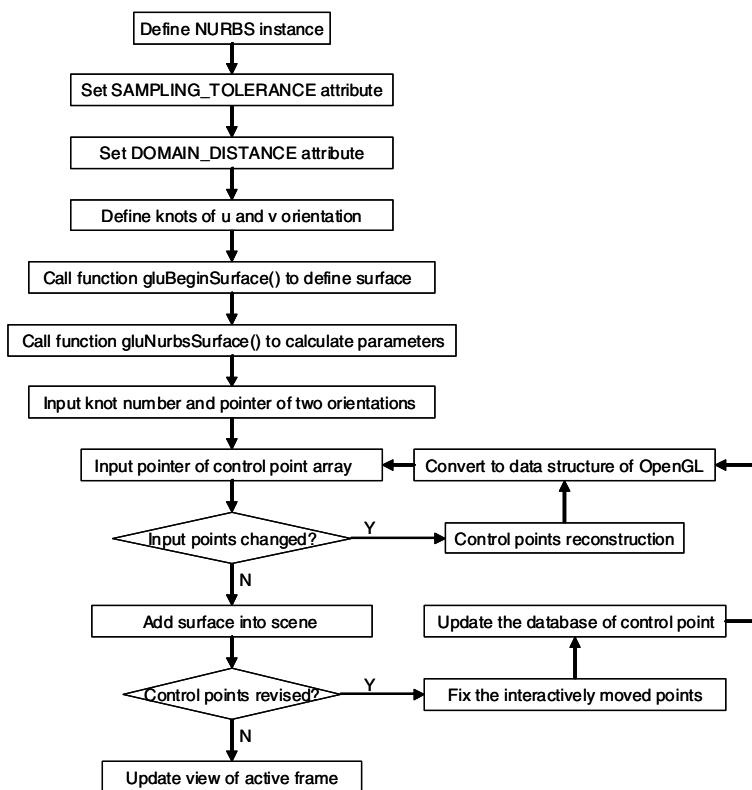 Define NURBS instance
Set SAMPLING_TOLERANCE attribute
Set DOMAIN_DISTANCE attribute
Define knots of u and v orientation
Call function gluBeginSurface() to define surface
Call function gluNurbsSurface() to calculate parameters
Input knot number and pointer of two orientations
Input pointer of control point array
Convert to data structure of OpenGL
Input points changed?
Y
Control points reconstruction
N
Add surface into scene
Update the database of control point
Control points revised?
Y
Fix the interactively moved points
N
Update view of active frame